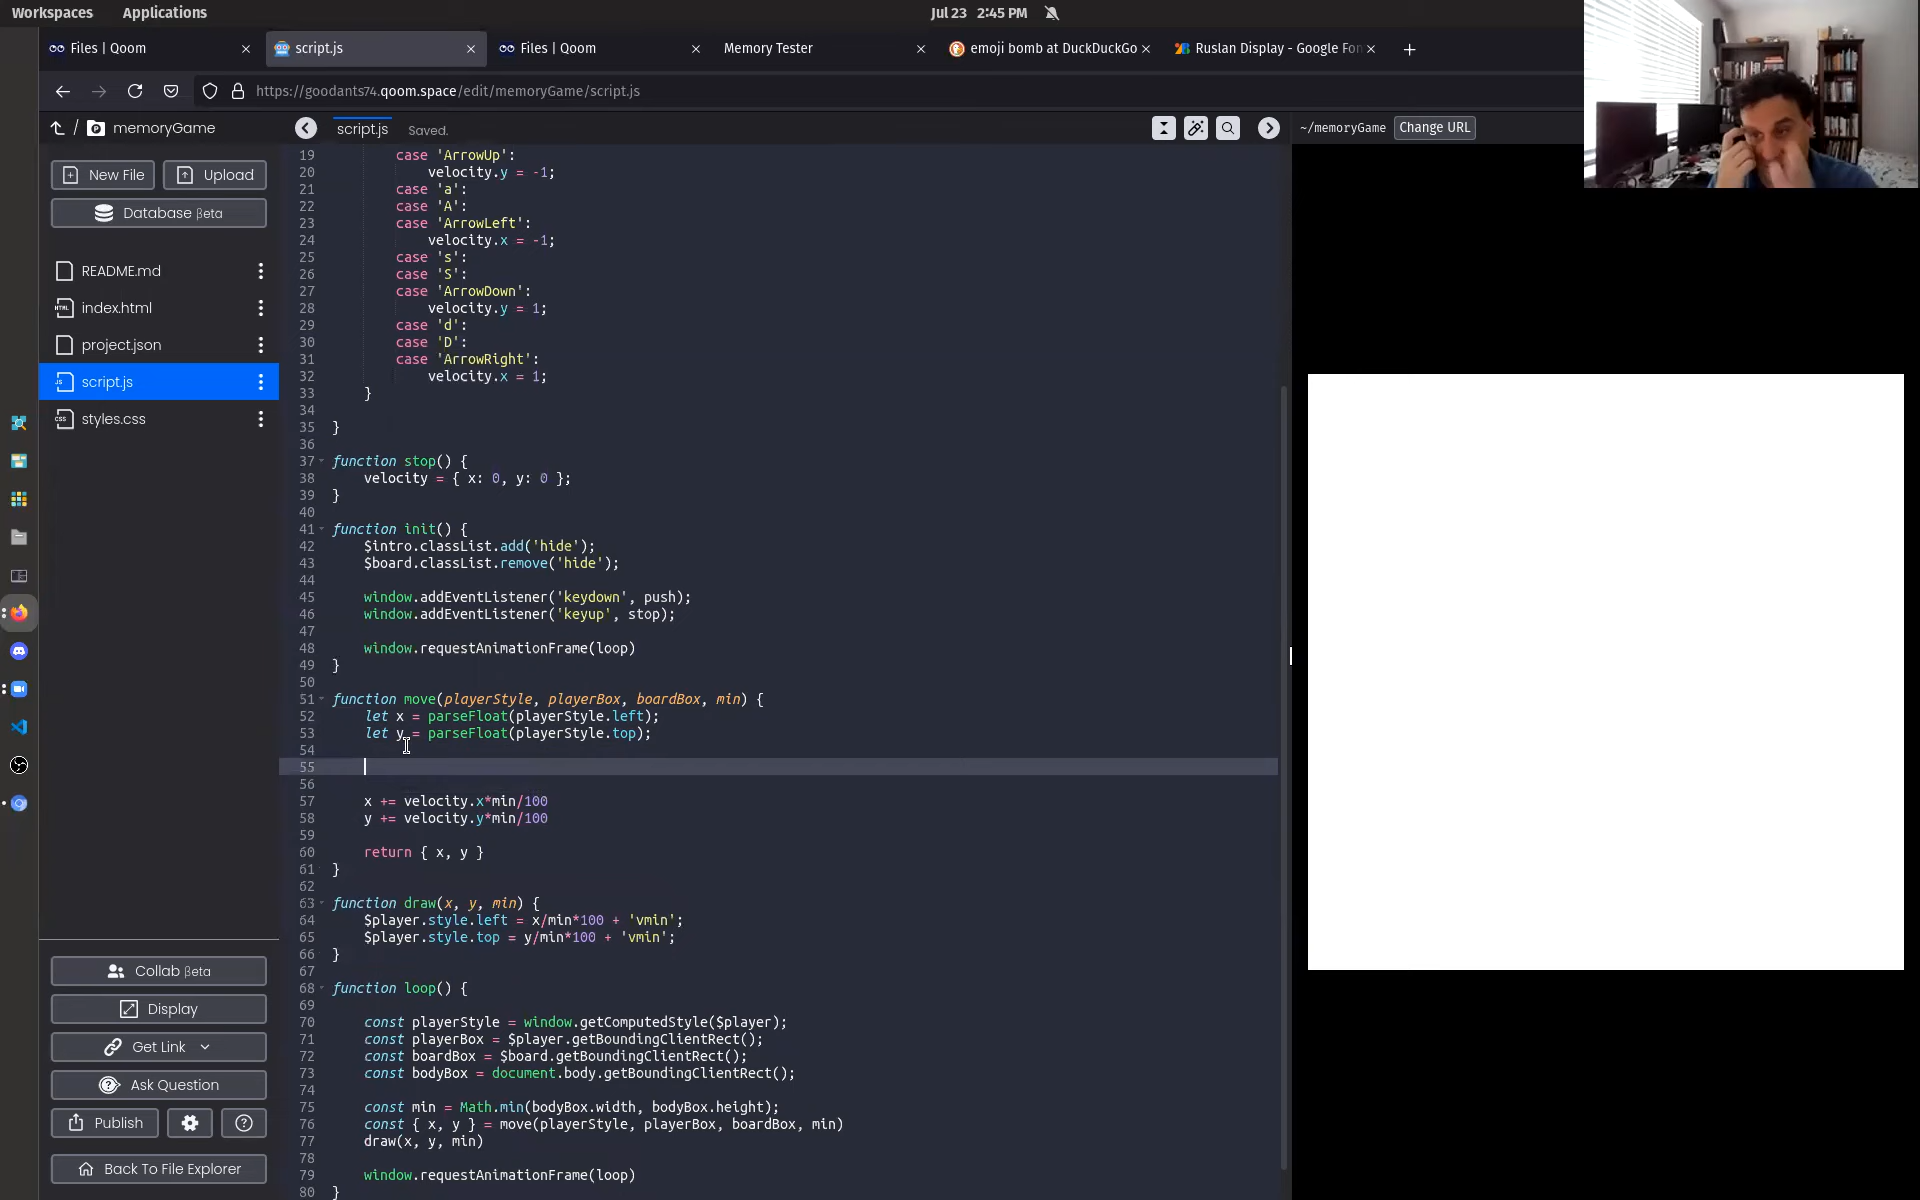 Workspaces Applications Jul 23 2:45 PM
Files | Qoom script.js Files | Qoom Memory Tester emoji bomb at DuckDuckGo Ruslan Display - Google Fon
https://goodants74.qoom.space/edit/memoryGame/script.js
/ memoryGame script.js Saved. ~/memoryGame Change URL
New File Upload
Database βeta
README.md
index.html
project.json
script.js
styles.css
19 case 'ArrowUp':
20 velocity.y = -1;
21 case 'a':
22 case 'A':
23 case 'ArrowLeft':
24 velocity.x = -1;
25 case 's':
26 case 'S':
27 case 'ArrowDown':
28 velocity.y = 1;
29 case 'd':
30 case 'D':
31 case 'ArrowRight':
32 velocity.x = 1;
33 }
34
35 }
36
37 function stop() {
38 velocity = { x: 0, y: 0 };
39 }
40
41 function init() {
42 $intro.classList.add('hide');
43 $board.classList.remove('hide');
44
45 window.addEventListener('keydown', push);
46 window.addEventListener('keyup', stop);
47
48 window.requestAnimationFrame(loop)
49 }
50
51 function move(playerStyle, playerBox, boardBox, min) {
52 let x = parseFloat(playerStyle.left);
53 let y = parseFloat(playerStyle.top);
54
55
56
57 x += velocity.x*min/100
58 y += velocity.y*min/100
59
60 return { x, y }
61 }
62
63 function draw(x, y, min) {
64 $player.style.left = x/min*100 + 'vmin';
65 $player.style.top = y/min*100 + 'vmin';
66 }
67
68 function loop() {
69
70 const playerStyle = window.getComputedStyle($player);
71 const playerBox = $player.getBoundingClientRect();
72 const boardBox = $board.getBoundingClientRect();
73 const bodyBox = document.body.getBoundingClientRect();
74
75 const min = Math.min(bodyBox.width, bodyBox.height);
76 const { x, y } = move(playerStyle, playerBox, boardBox, min)
77 draw(x, y, min)
78
79 window.requestAnimationFrame(loop)
80 }
Collab βeta
Display
Get Link
Ask Question
Publish
Back To File Explorer